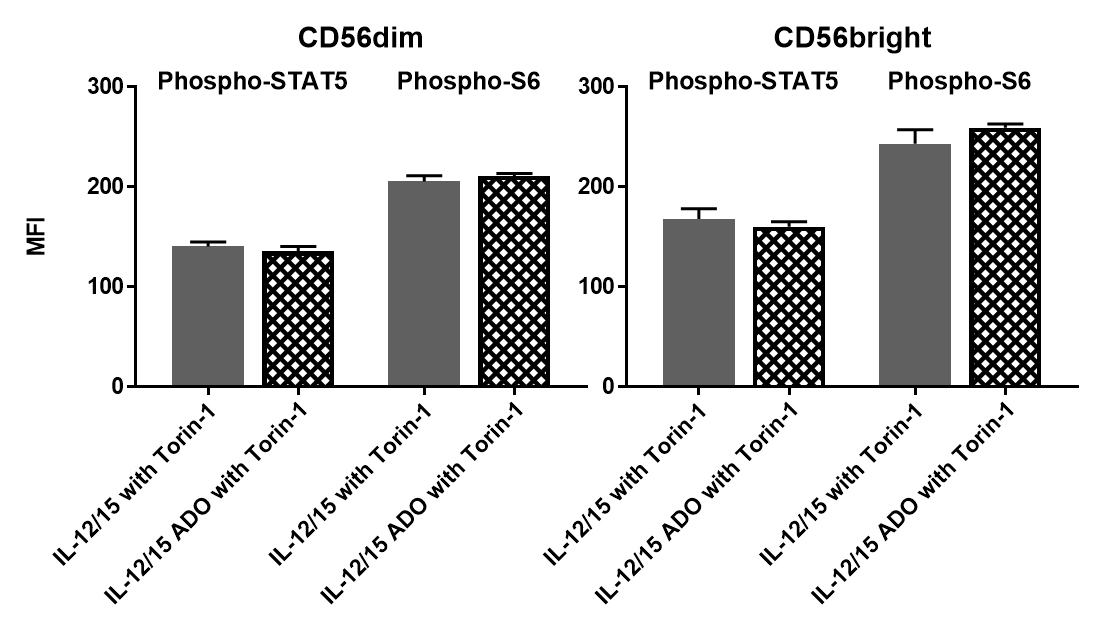 CD56dim
Phospho-STAT5 Phospho-S6
MFI
300
200
100
0
IL-12/15 with Torin-1
IL-12/15 ADO with Torin-1
IL-12/15 with Torin-1
IL-12/15 ADO with Torin-1
CD56bright
Phospho-STAT5 Phospho-S6
300
200
100
0
IL-12/15 with Torin-1
IL-12/15 ADO with Torin-1
IL-12/15 with Torin-1
IL-12/15 ADO with Torin-1